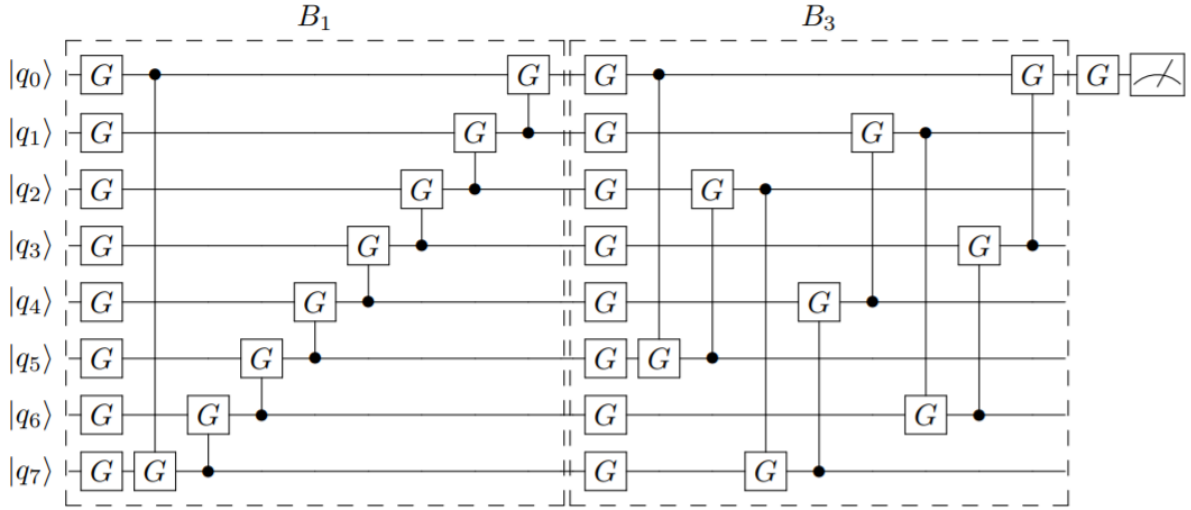 B₁ B₃
|q₀⟩ G G G G G
|q₁⟩ G G G G
|q₂⟩ G G G G
|q₃⟩ G G G G
|q₄⟩ G G G G
|q₅⟩ G G G G
|q₆⟩ G G G G
|q₇⟩ G G G G